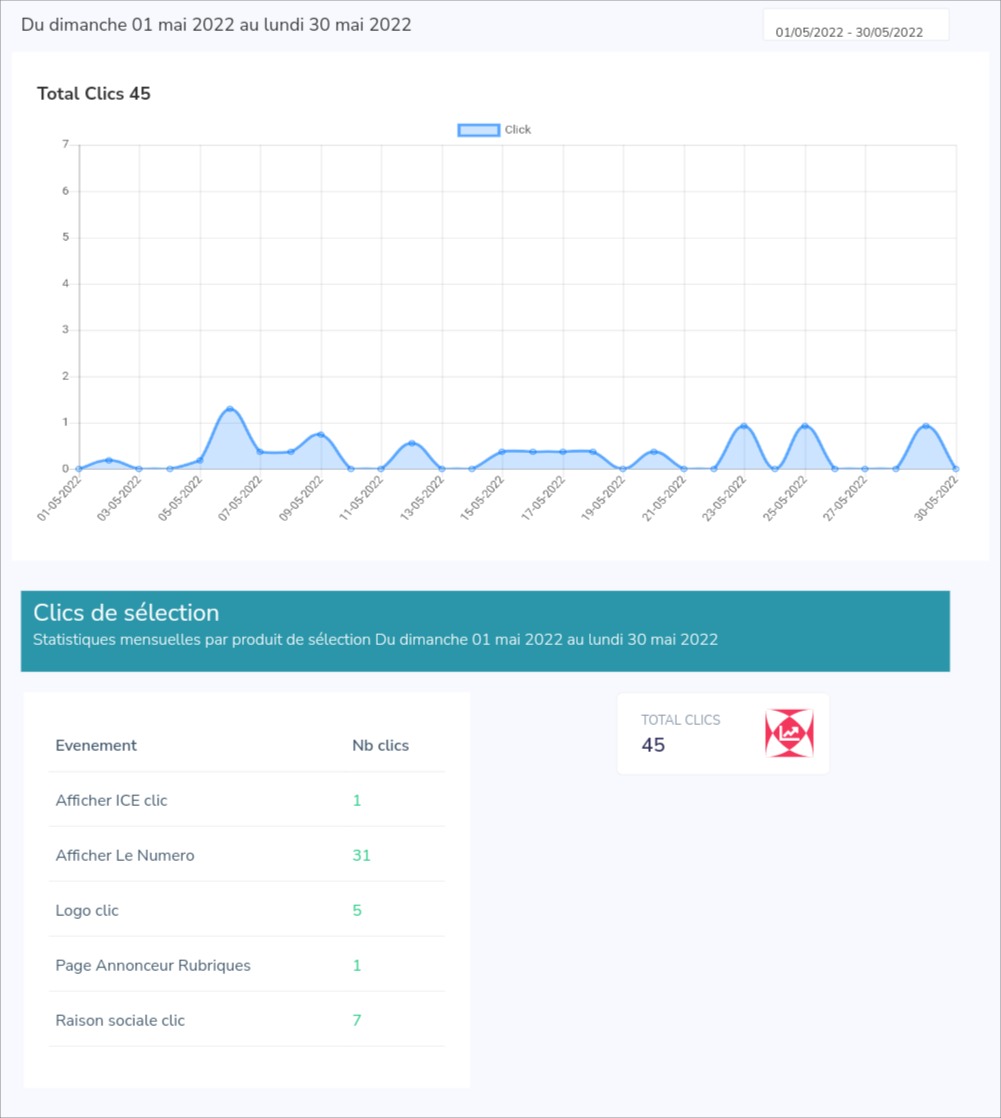 Du dimanche 01 mai 2022 au lundi 30 mai 2022
01/05/2022 - 30/05/2022
Total Clics 45
Click
7
6
5
4
3
2
1
0
01-05-2022
03-05-2022
05-05-2022
07-05-2022
09-05-2022
11-05-2022
13-05-2022
15-05-2022
17-05-2022
19-05-2022
21-05-2022
23-05-2022
25-05-2022
27-05-2022
30-05-2022
Clics de sélection
Statistiques mensuelles par produit de sélection Du dimanche 01 mai 2022 au lundi 30 mai 2022
Evenement Nb clics
Afficher ICE clic 1
Afficher Le Numero 31
Logo clic 5
Page Annonceur Rubriques 1
Raison sociale clic 7
TOTAL CLICS
45